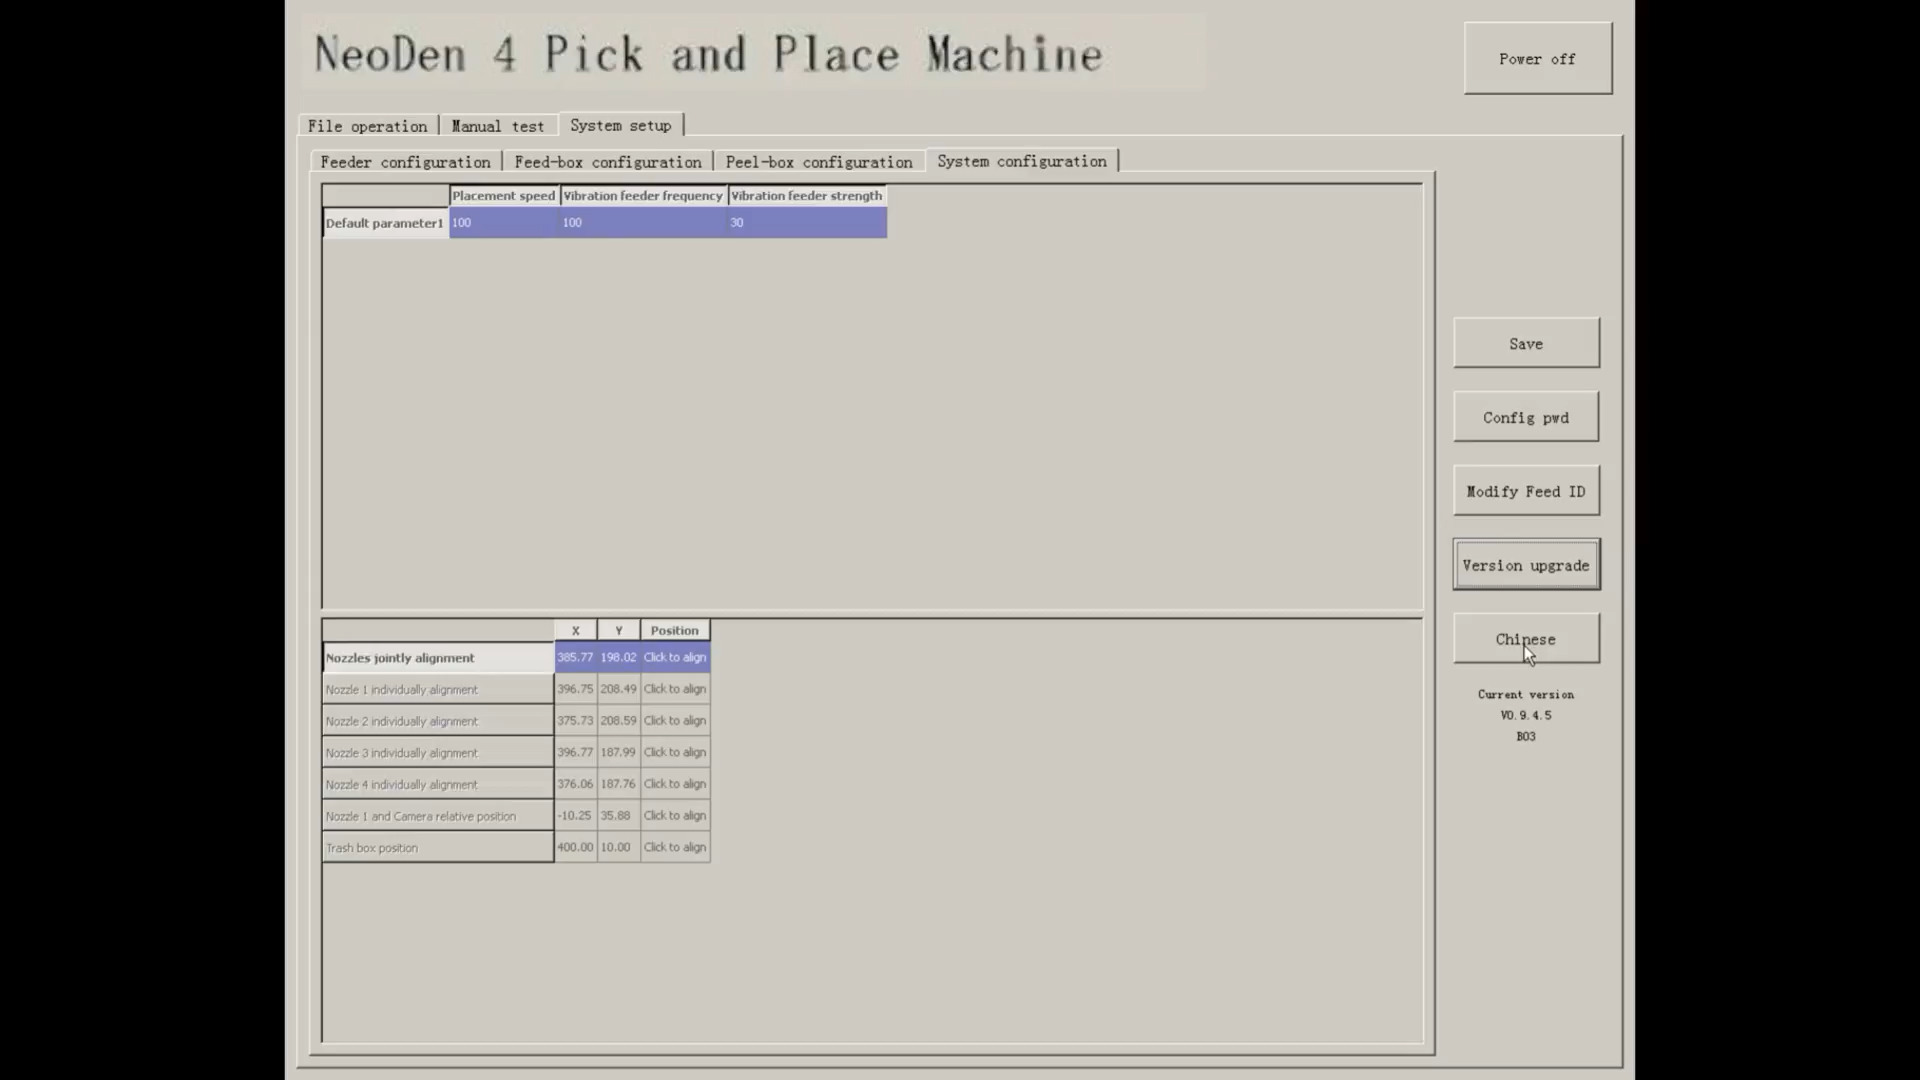 NeoDen 4 Pick and Place Machine
Power off
File operation Manual test System setup
Feeder configuration Feed-box configuration Peel-box configuration System configuration
Placement speed Vibration feeder frequency Vibration feeder strength
Default parameter1 100 100 30
Save
Config pwd
Modify Feed ID
Version upgrade
Chinese
Current version
V0.9.4.5
B03
X Y Position
Nozzles jointly alignment 385.77 198.02 Click to align
Nozzle 1 individually alignment 396.75 208.49 Click to align
Nozzle 2 individually alignment 375.73 208.59 Click to align
Nozzle 3 individually alignment 396.77 187.99 Click to align
Nozzle 4 individually alignment 376.06 187.76 Click to align
Nozzle 1 and Camera relative position -10.25 35.88 Click to align
Trash box position 400.00 10.00 Click to align